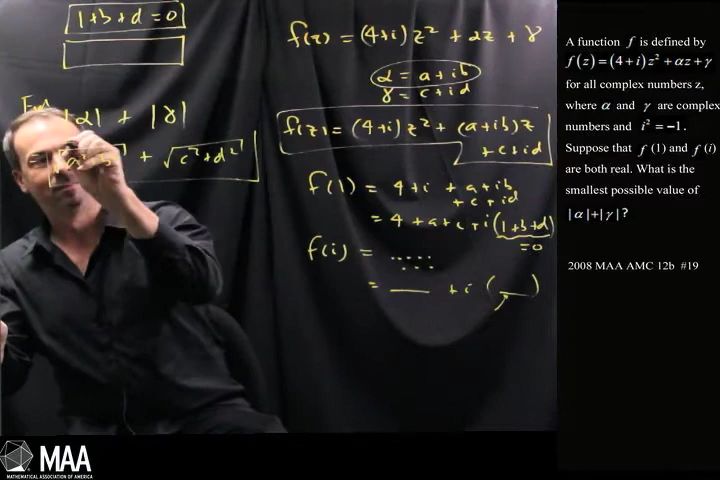 1+b+d=0
|α| + |γ|
+ √c²+d²
f(z) = (4+i)z² + αz + γ
α = a+ib
γ = c+id
f(z) = (4+i)z² + (a+ib)z
+c+id
f(1) = 4+i + a+ib
+c+id
= 4+a+c+i(1+b+d)
=0
f(i) = ......
= __ +i (__)
A function f is defined by
f(z)=(4+i)z²+αz+γ
for all complex numbers z,
where α and γ are complex
numbers and i²=−1.
Suppose that f(1) and f(i)
are both real. What is the
smallest possible value of
|α|+|γ|?
2008 MAA AMC 12b #19
MAA
MATHEMATICAL ASSOCIATION OF AMERICA